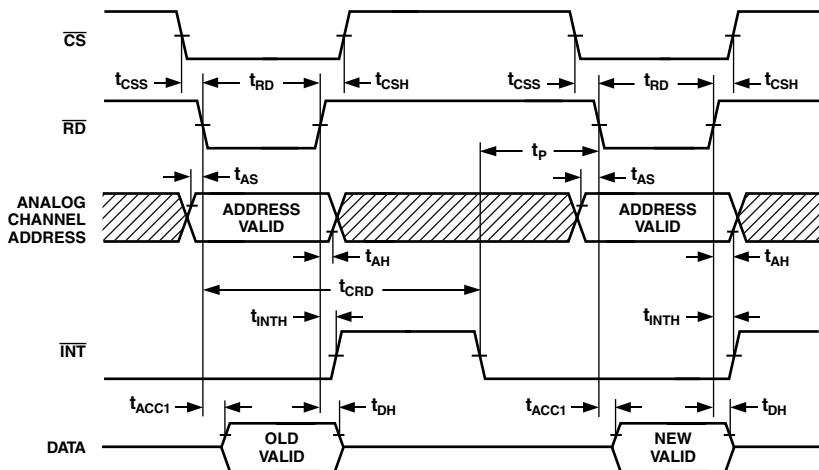 CS
tCSS
tRD
tCSH
tCSS
tRD
tCSH
RD
tP
tAS
tAS
ANALOG
CHANNEL
ADDRESS
ADDRESS
VALID
ADDRESS
VALID
tAH
tAH
tCRD
tINTH
tINTH
INT
tACC1
tDH
tACC1
tDH
DATA
OLD
VALID
NEW
VALID